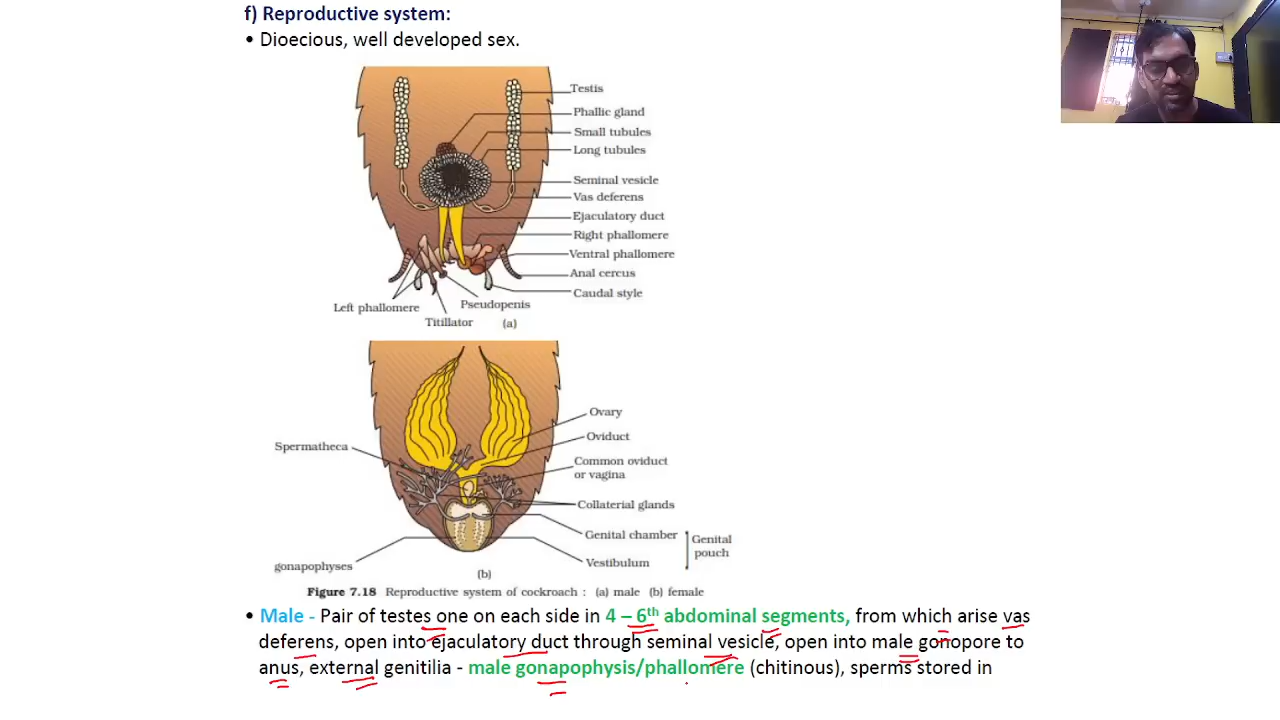 f) Reproductive system:
• Dioecious, well developed sex.
Testis
Phallic gland
Small tubules
Long tubules
Seminal vesicle
Vas deferens
Ejaculatory duct
Right phallomere
Ventral phallomere
Anal cercus
Caudal style
Left phallomere
Pseudopenis
Titillator
(a)
Ovary
Oviduct
Spermatheca
Common oviduct
or vagina
Collaterial glands
Genital chamber
Genital
pouch
Vestibulum
gonapophyses
(b)
Figure 7.18 Reproductive system of cockroach : (a) male (b) female
• Male - Pair of testes one on each side in 4 – 6th abdominal segments, from which arise vas
deferens, open into ejaculatory duct through seminal vesicle, open into male gonopore to
anus, external genitilia - male gonapophysis/phallomere (chitinous), sperms stored in